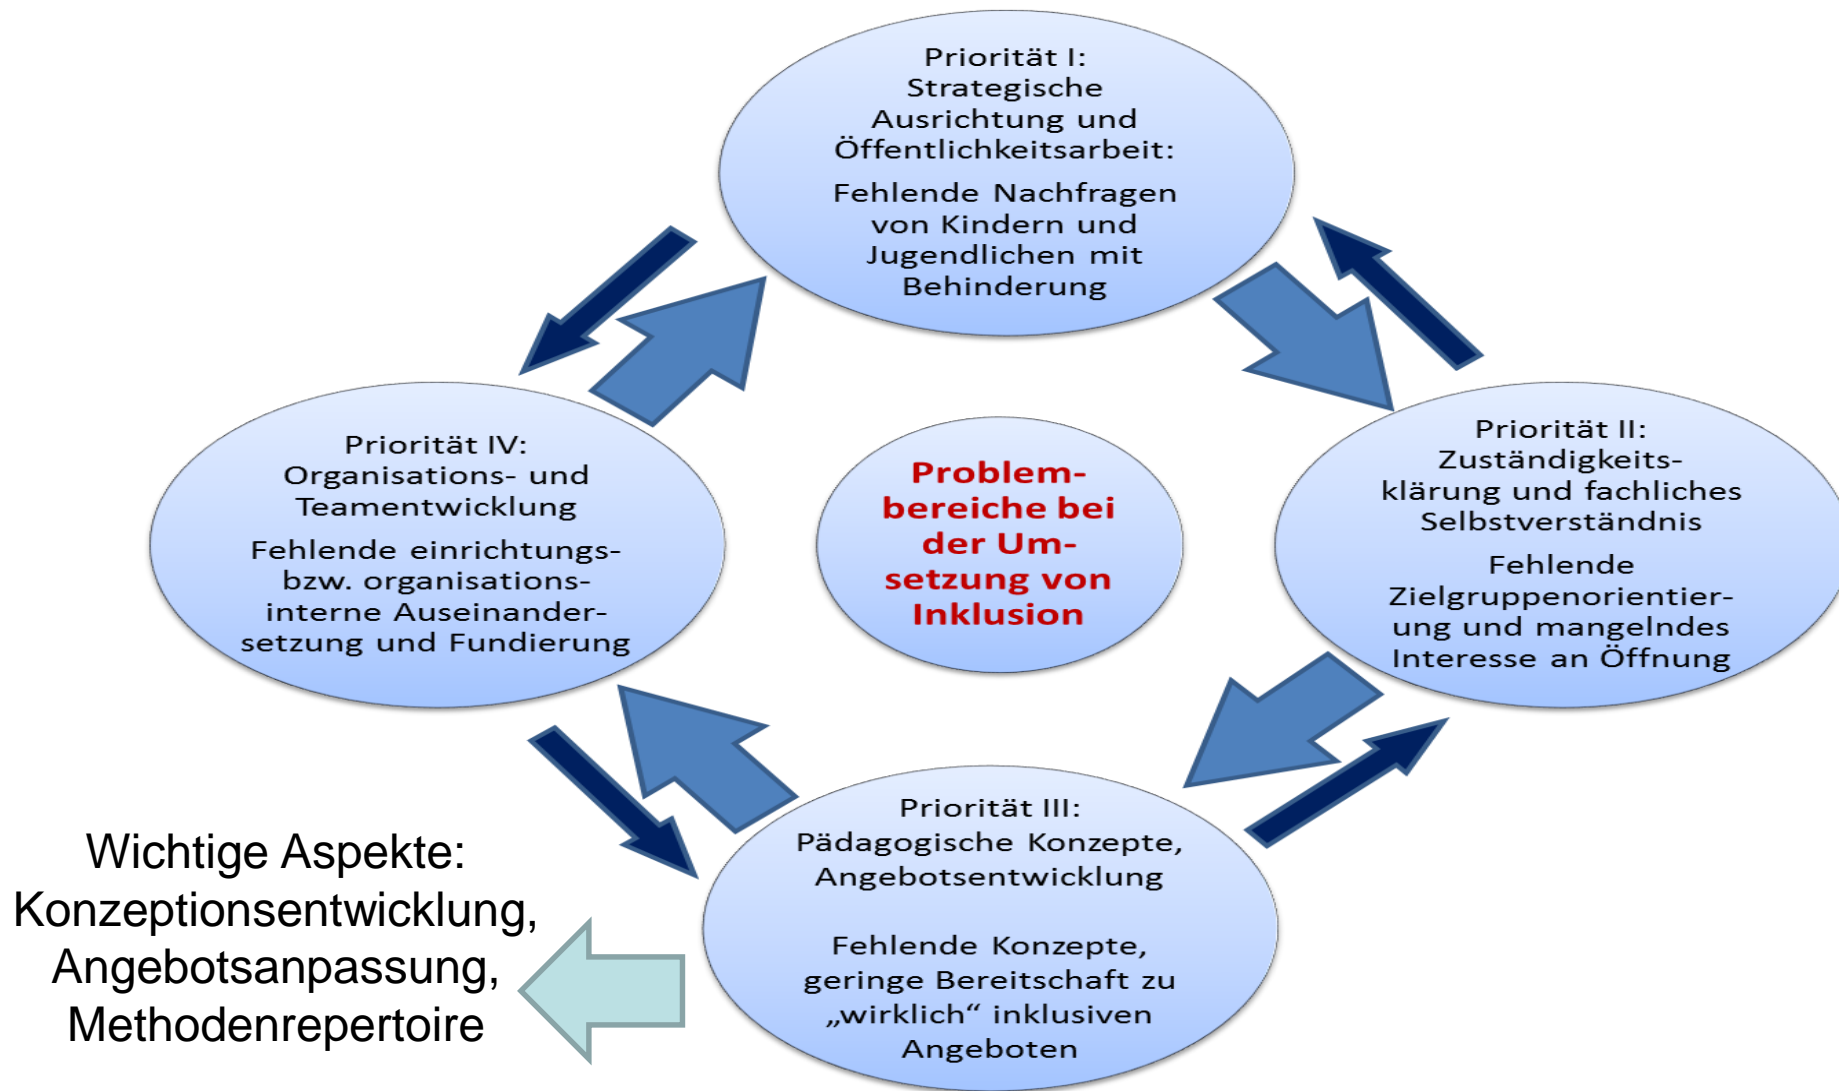 Priorität I:
Strategische
Ausrichtung und
Öffentlichkeitsarbeit:
Fehlende Nachfragen
von Kindern und
Jugendlichen mit
Behinderung
Priorität IV:
Organisations- und
Teamentwicklung
Fehlende einrichtungs-
bzw. organisations-
interne Auseinander-
setzung und Fundierung
Problem-
bereiche bei
der Um-
setzung von
Inklusion
Priorität II:
Zuständigkeits-
klärung und fachliches
Selbstverständnis
Fehlende
Zielgruppenorientier-
ung und mangelndes
Interesse an Öffnung
Priorität III:
Pädagogische Konzepte,
Angebotsentwicklung
Fehlende Konzepte,
geringe Bereitschaft zu
„wirklich“ inklusiven
Angeboten
Wichtige Aspekte:
Konzeptionsentwicklung,
Angebotsanpassung,
Methodenrepertoire